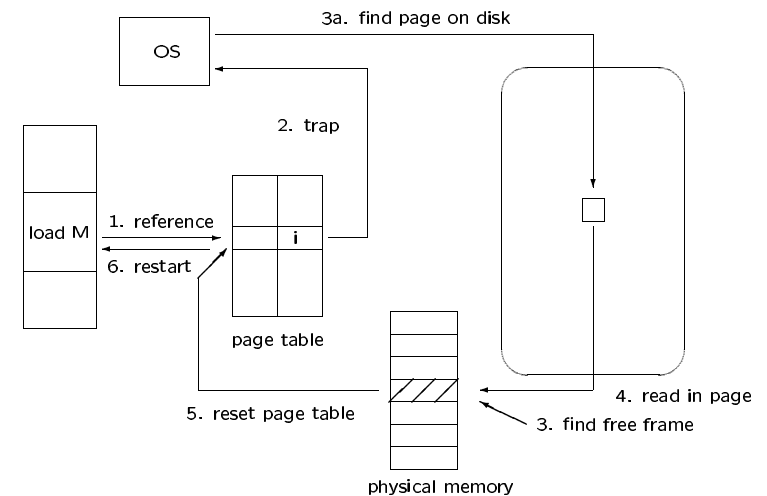 3a. find page on disk
OS
2. trap
load M
1. reference
i
6. restart
page table
4. read in page
5. reset page table
3. find free frame
physical memory